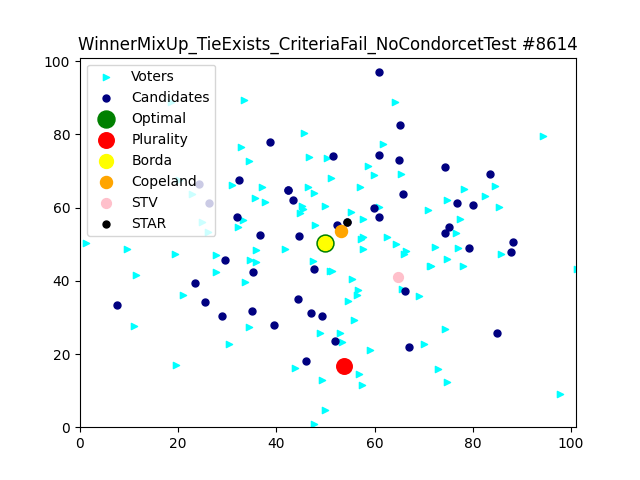 WinnerMixUp_TieExists_CriteriaFail_NoCondorcetTest #8614
100
80
60
40
20
0
Voters
Candidates
Optimal
Plurality
Borda
Copeland
STV
STAR
0 20 40 60 80 100